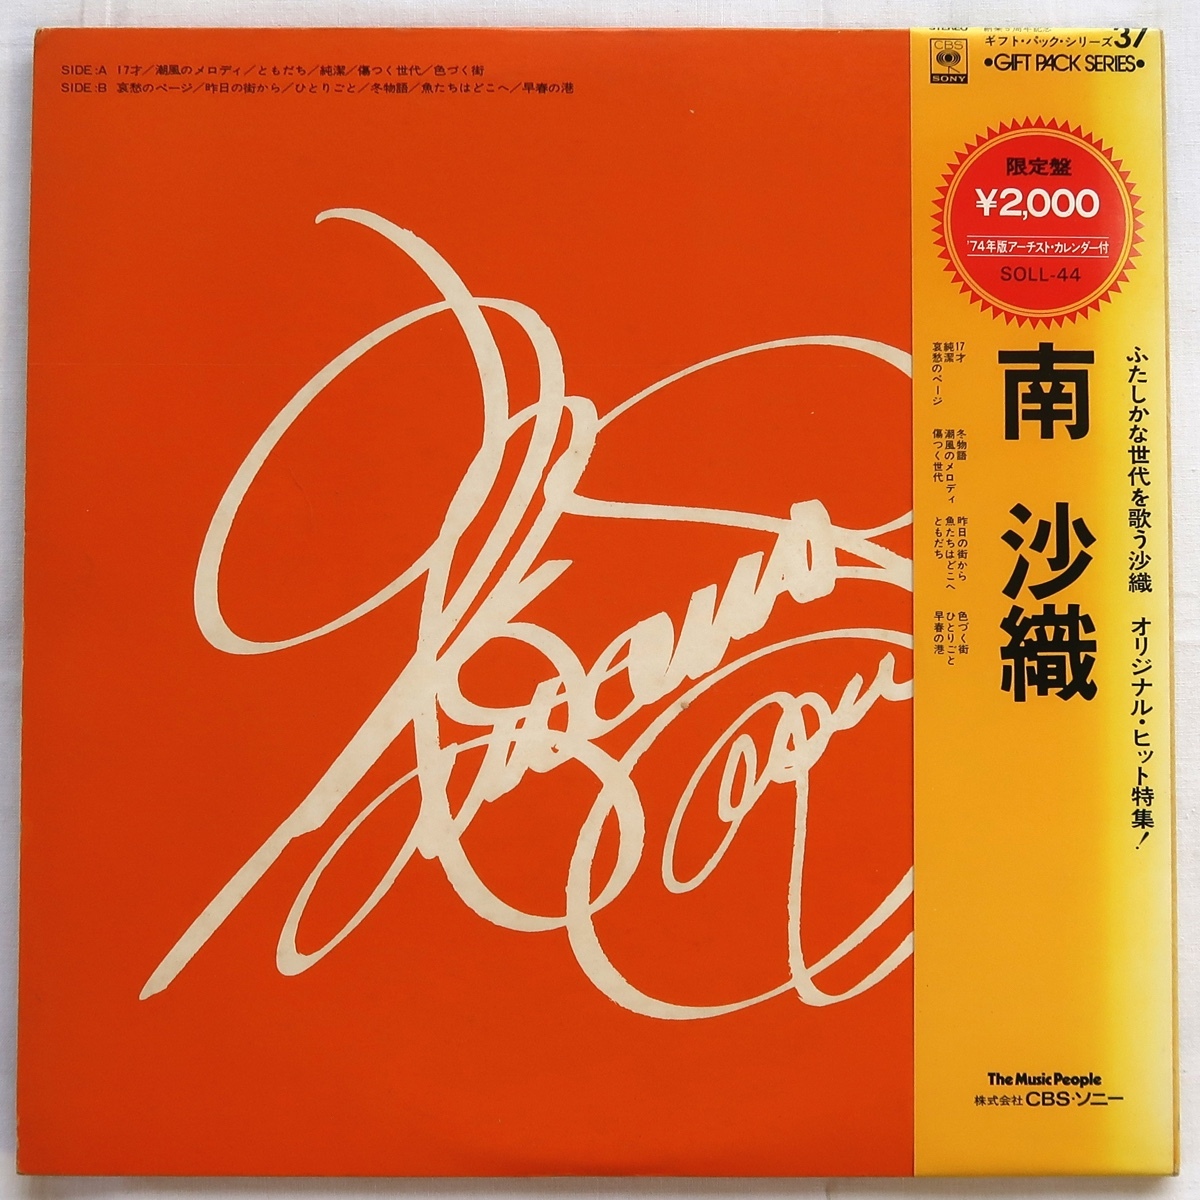 SIDE:A 17才／潮風のメロディ／ともだち／純潔／傷つく世代／色づく街
SIDE:B 哀愁のページ／昨日の街から／ひとりごと／冬物語／魚たちはどこへ／早春の港
STEREO
CBS
SONY
ギフト・パック・シリーズ'37
•GIFT PACK SERIES•
限定盤
¥2,000
'74年版アーチスト・カレンダー付
SOLL-44
ふたしかな世代を歌う沙織 オリジナル・ヒット特集!
南 沙織
17才
純潔
哀愁のページ
冬物語
潮風のメロディ
傷つく世代
昨日の街から
魚たちはどこへ
ともだち
色づく街
ひとりごと
早春の港
The Music People
株式会社CBS・ソニー